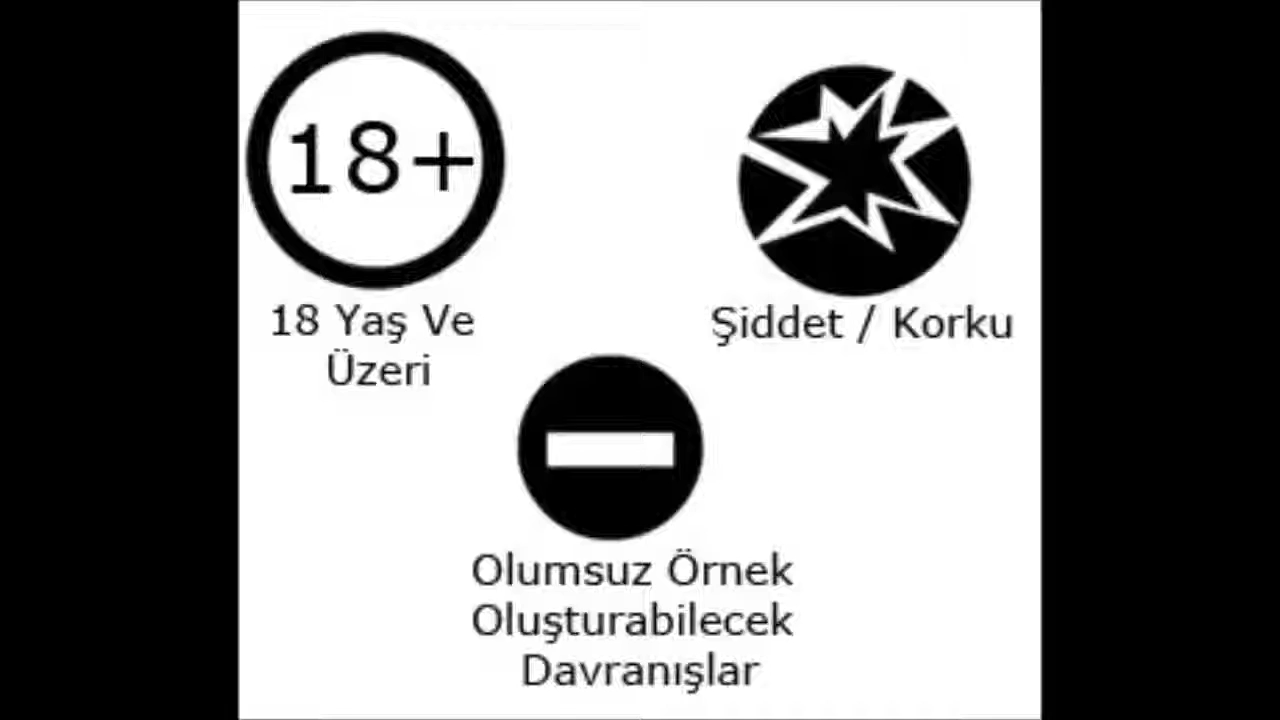 18+
18 Yaş Ve
Üzeri
Şiddet / Korku
Olumsuz Örnek
Oluşturabilecek
Davranışlar